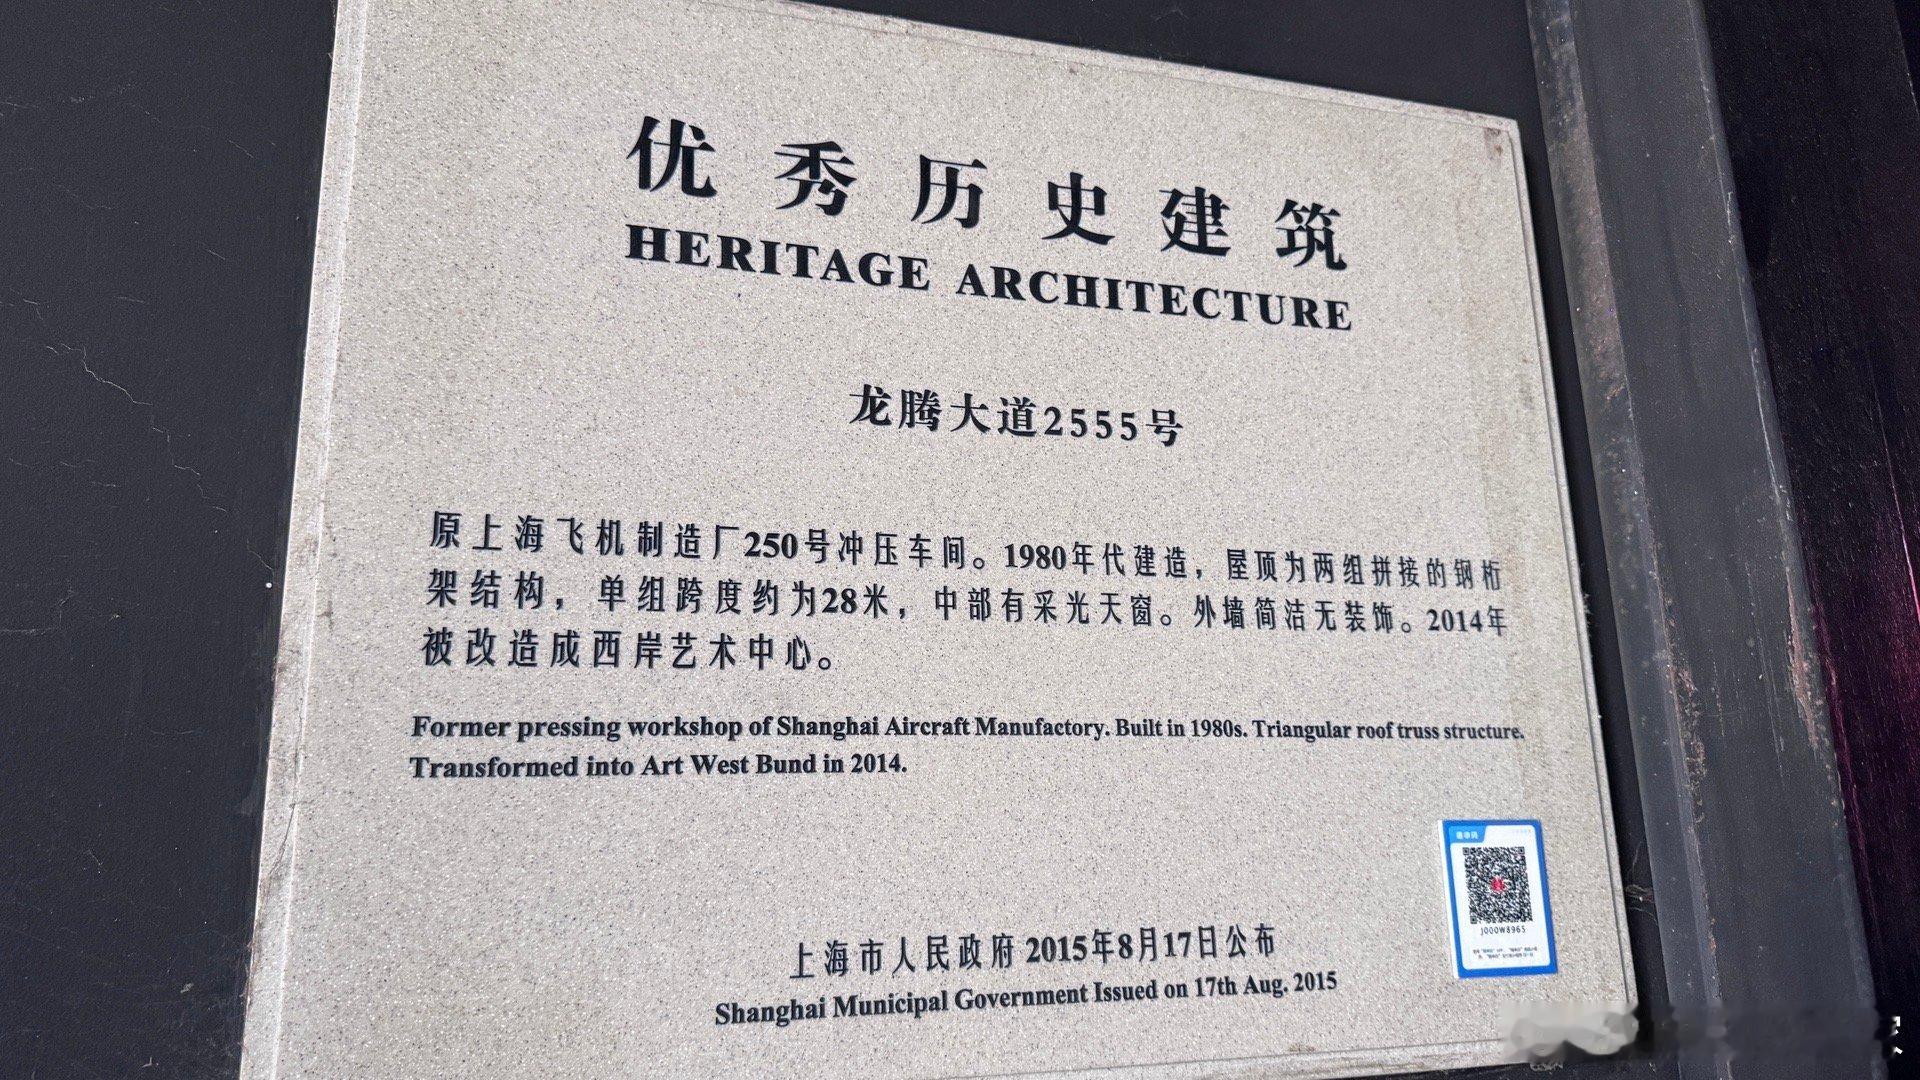 优秀历史建筑
HERITAGE ARCHITECTURE
龙腾大道2555号
原上海飞机制造厂250号冲压车间。1980年代建造，屋顶为两组拼接的钢桁
架结构，单组跨度约为28米，中部有采光天窗。外墙简洁无装饰。2014年
被改造成西岸艺术中心。
Former pressing workshop of Shanghai Aircraft Manufactory. Built in 1980s. Triangular roof truss structure.
Transformed into Art West Bund in 2014.
随申码
J000W8965
上海市人民政府 2015年8月17日公布
Shanghai Municipal Government Issued on 17th Aug. 2015